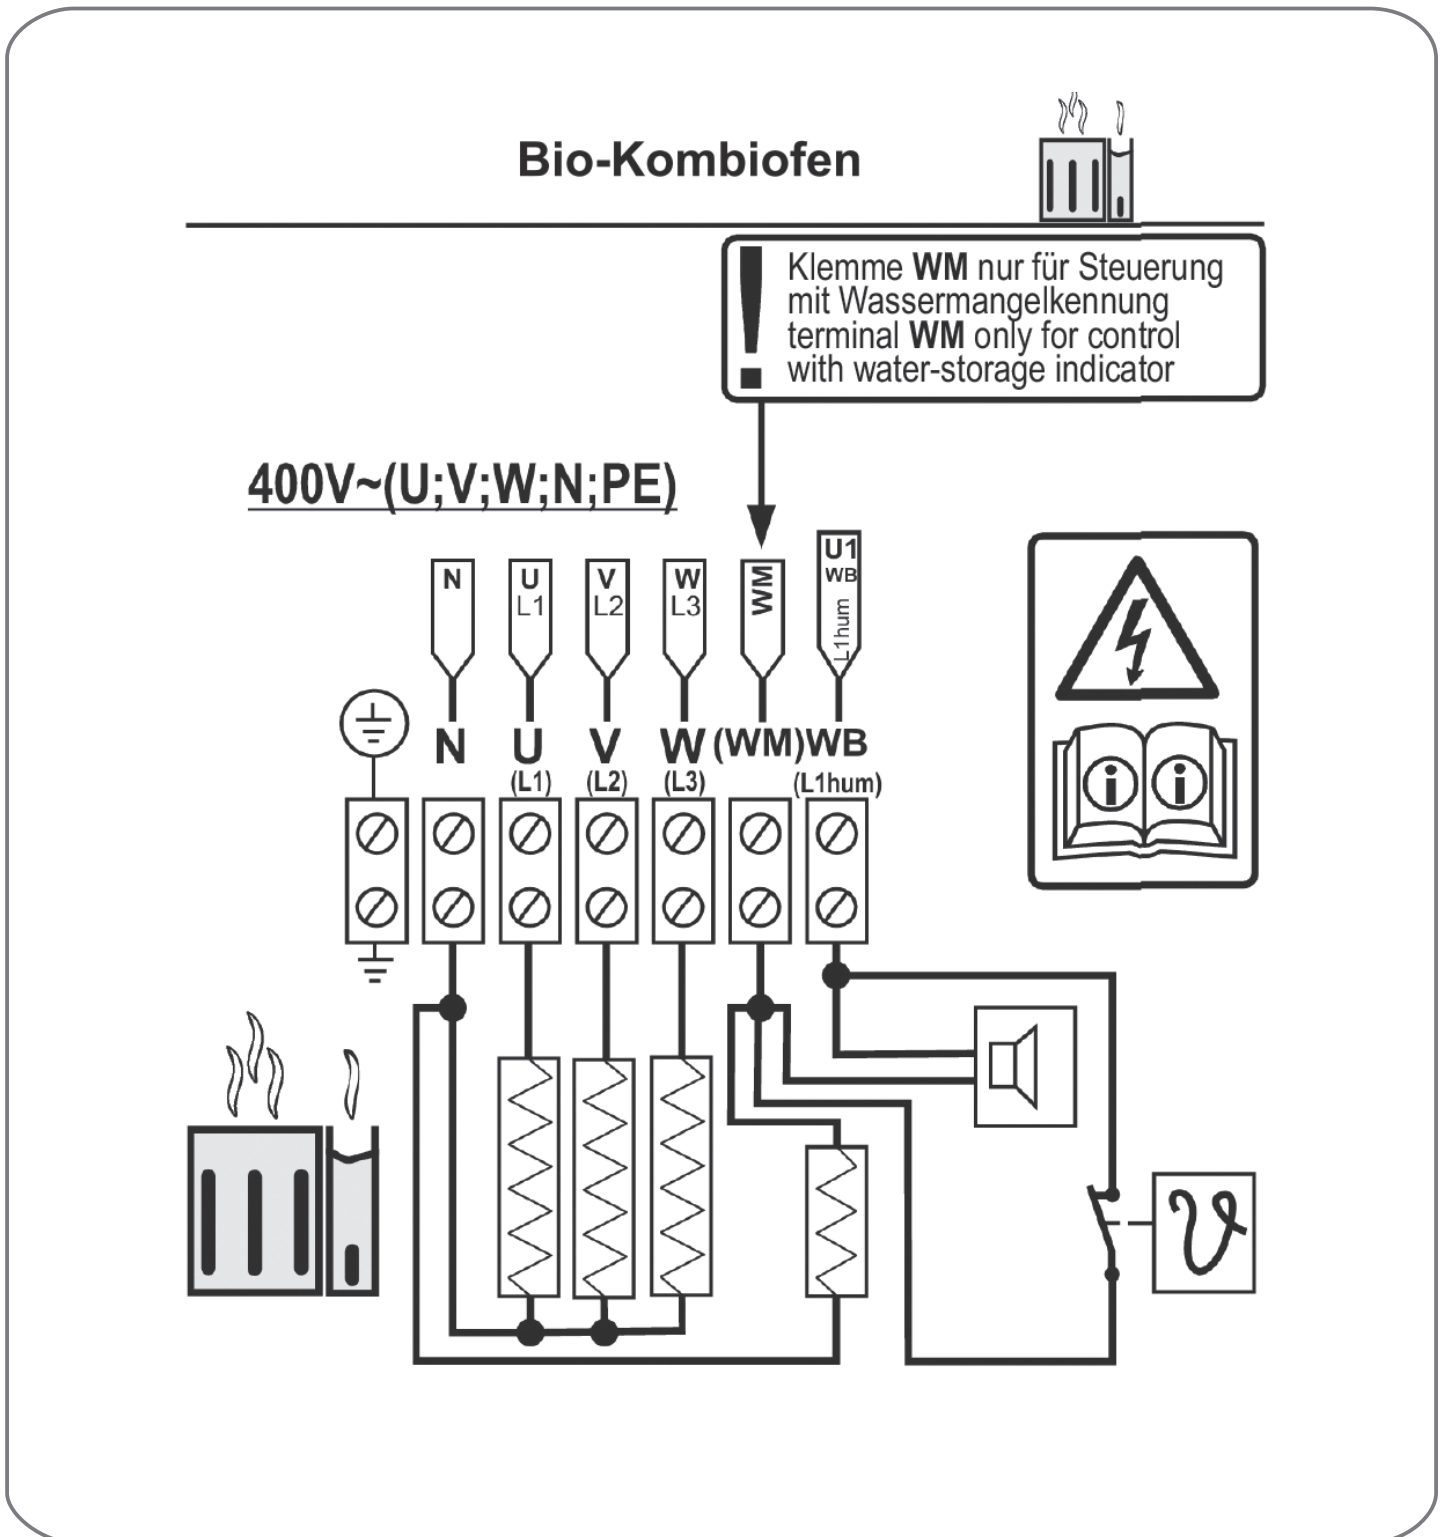 Bio-Kombiofen
! Klemme WM nur für Steuerung
mit Wassermangelkennung
terminal WM only for control
with water-storage indicator
400V~(U;V;W;N;PE)
N
U
L1
V
L2
W
L3
WM
U1
WB
L1hum
N U V W (WM) WB
(L1) (L2) (L3) (L1hum)
i i
ϑ